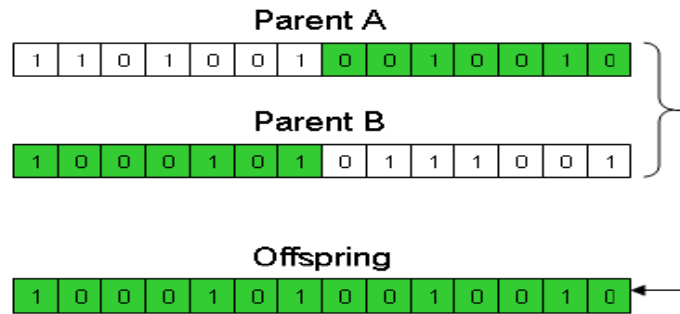 Parent A
1 1 0 1 0 0 1 0 0 1 0 0 1 0
Parent B
1 0 0 0 1 0 1 0 1 1 1 0 0 1
Offspring
1 0 0 0 1 0 1 0 0 1 0 0 1 0